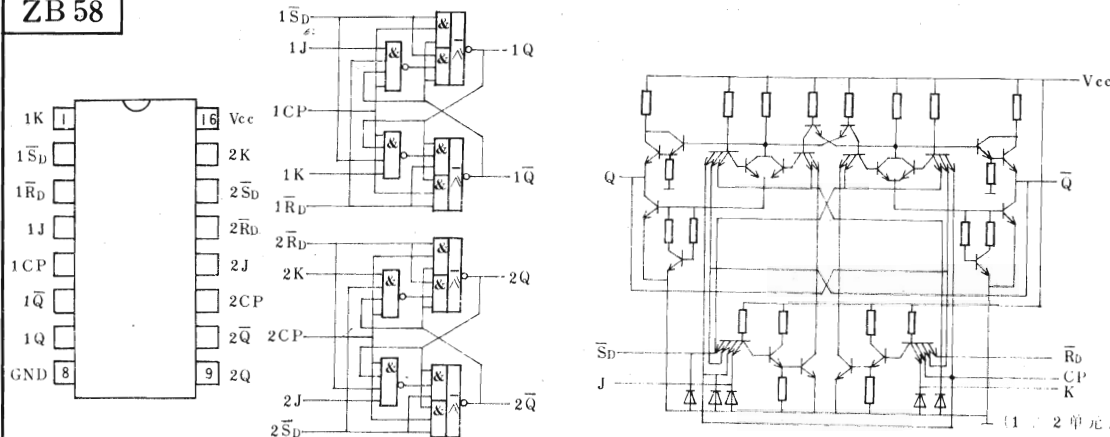 ZB 58
1K 1
1S̅D
1R̅D
1J
1CP
1Q̅
1Q
GND 8
16 Vcc
2K
2S̅D
2R̅D
2J
2CP
2Q̅
9 2Q
1S̅D
1J
1CP
1K
1R̅D
& & & & & &
1Q
1Q̅
2R̅D
2K
2CP
2J
2S̅D
& & & & & &
2Q
2Q̅
Vcc
Q
Q̅
S̅D
J
R̅D
CP
K
2单元